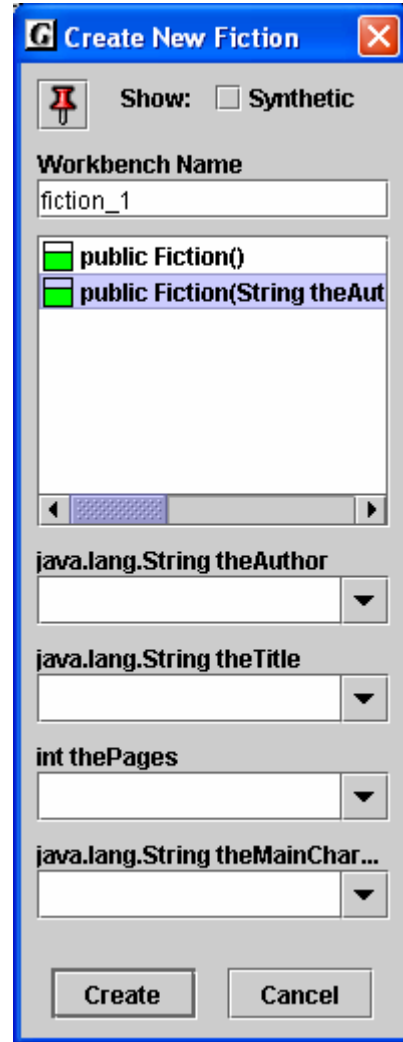 G Create New Fiction
Show: Synthetic
Workbench Name
fiction_1
public Fiction()
public Fiction(String theAut
java.lang.String theAuthor
java.lang.String theTitle
int thePages
java.lang.String theMainChar...
Create Cancel